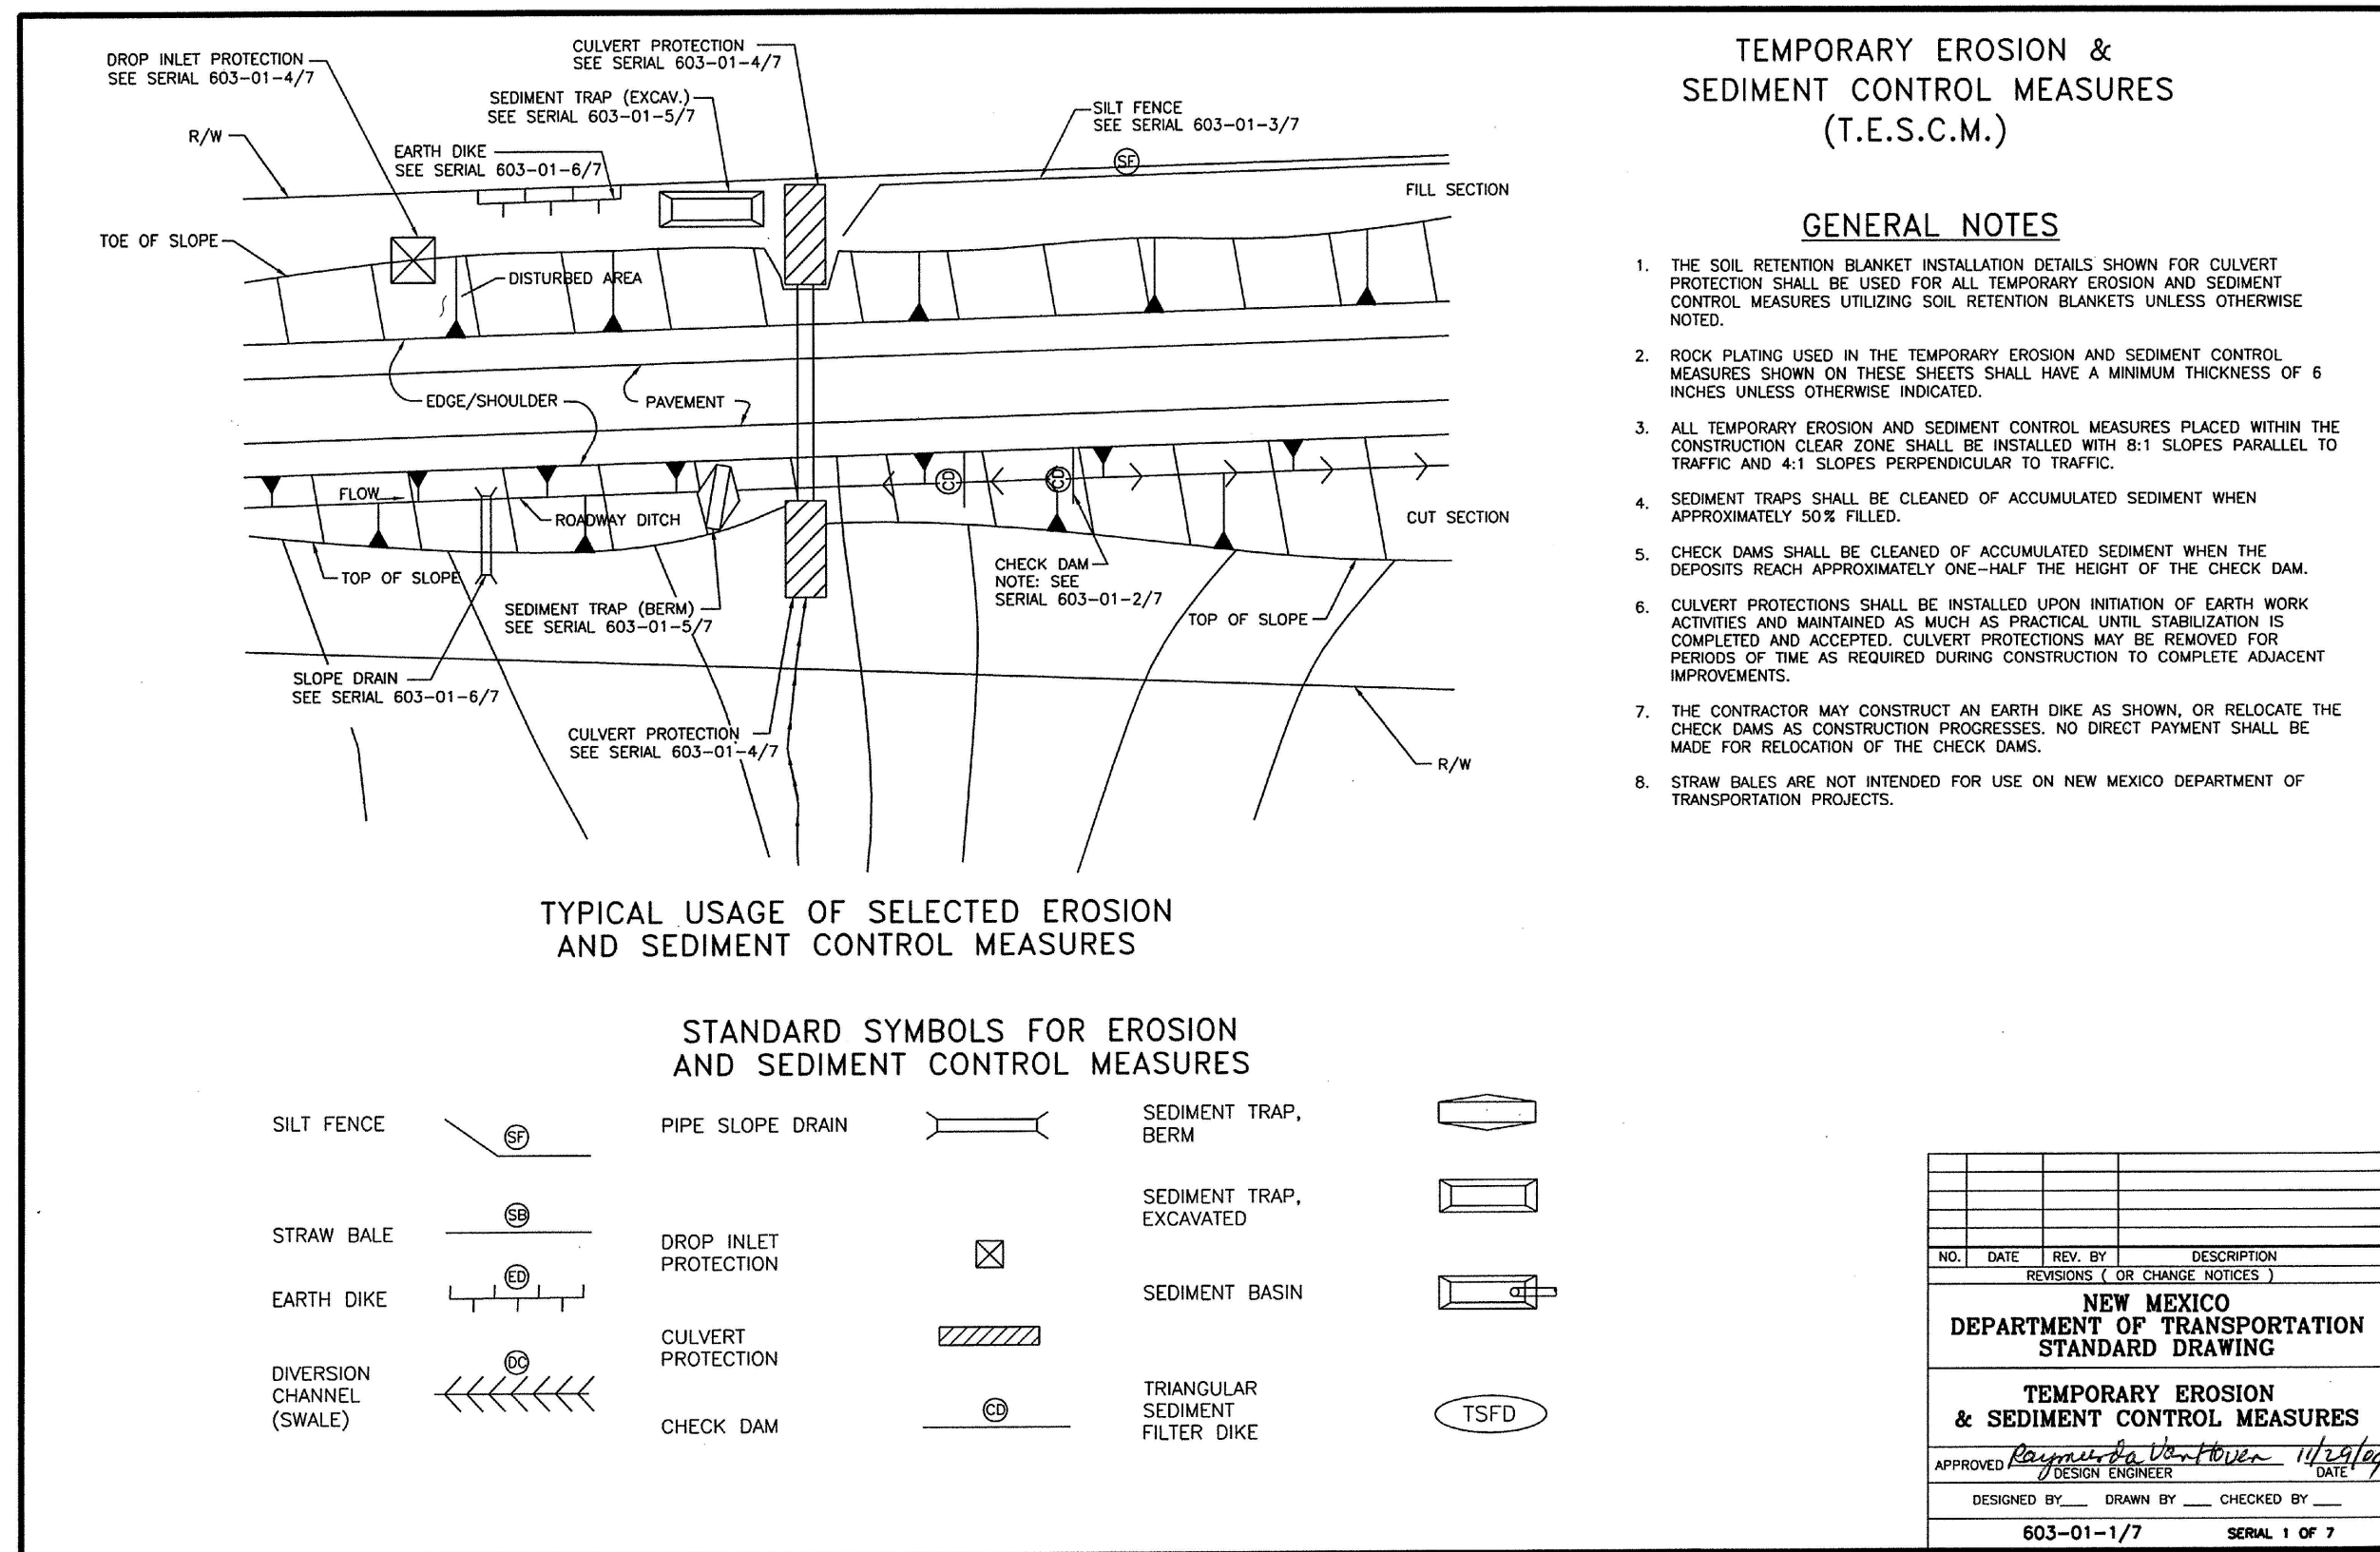 DROP INLET PROTECTION
SEE SERIAL 603-01-4/7
CULVERT PROTECTION
SEE SERIAL 603-01-4/7
SEDIMENT TRAP (EXCAV.)
SEE SERIAL 603-01-5/7
R/W
EARTH DIKE
SEE SERIAL 603-01-6/7
SILT FENCE
SEE SERIAL 603-01-3/7
SF
FILL SECTION
TOE OF SLOPE
DISTURBED AREA
EDGE/SHOULDER
PAVEMENT
FLOW
ROADWAY DITCH
CD
CD
CUT SECTION
TOP OF SLOPE
SEDIMENT TRAP (BERM)
SEE SERIAL 603-01-5/7
CHECK DAM
NOTE: SEE
SERIAL 603-01-2/7
TOP OF SLOPE
SLOPE DRAIN
SEE SERIAL 603-01-6/7
CULVERT PROTECTION
SEE SERIAL 603-01-4/7
R/W
TYPICAL USAGE OF SELECTED EROSION
AND SEDIMENT CONTROL MEASURES
TEMPORARY EROSION &
SEDIMENT CONTROL MEASURES
(T.E.S.C.M.)
GENERAL NOTES
1. THE SOIL RETENTION BLANKET INSTALLATION DETAILS SHOWN FOR CULVERT
PROTECTION SHALL BE USED FOR ALL TEMPORARY EROSION AND SEDIMENT
CONTROL MEASURES UTILIZING SOIL RETENTION BLANKETS UNLESS OTHERWISE
NOTED.
2. ROCK PLATING USED IN THE TEMPORARY EROSION AND SEDIMENT CONTROL
MEASURES SHOWN ON THESE SHEETS SHALL HAVE A MINIMUM THICKNESS OF 6
INCHES UNLESS OTHERWISE INDICATED.
3. ALL TEMPORARY EROSION AND SEDIMENT CONTROL MEASURES PLACED WITHIN THE
CONSTRUCTION CLEAR ZONE SHALL BE INSTALLED WITH 8:1 SLOPES PARALLEL TO
TRAFFIC AND 4:1 SLOPES PERPENDICULAR TO TRAFFIC.
4. SEDIMENT TRAPS SHALL BE CLEANED OF ACCUMULATED SEDIMENT WHEN
APPROXIMATELY 50% FILLED.
5. CHECK DAMS SHALL BE CLEANED OF ACCUMULATED SEDIMENT WHEN THE
DEPOSITS REACH APPROXIMATELY ONE-HALF THE HEIGHT OF THE CHECK DAM.
6. CULVERT PROTECTIONS SHALL BE INSTALLED UPON INITIATION OF EARTH WORK
ACTIVITIES AND MAINTAINED AS MUCH AS PRACTICAL UNTIL STABILIZATION IS
COMPLETED AND ACCEPTED. CULVERT PROTECTIONS MAY BE REMOVED FOR
PERIODS OF TIME AS REQUIRED DURING CONSTRUCTION TO COMPLETE ADJACENT
IMPROVEMENTS.
7. THE CONTRACTOR MAY CONSTRUCT AN EARTH DIKE AS SHOWN, OR RELOCATE THE
CHECK DAMS AS CONSTRUCTION PROGRESSES. NO DIRECT PAYMENT SHALL BE
MADE FOR RELOCATION OF THE CHECK DAMS.
8. STRAW BALES ARE NOT INTENDED FOR USE ON NEW MEXICO DEPARTMENT OF
TRANSPORTATION PROJECTS.
STANDARD SYMBOLS FOR EROSION
AND SEDIMENT CONTROL MEASURES
SILT FENCE
SF
STRAW BALE
SB
EARTH DIKE
ED
DIVERSION
CHANNEL
(SWALE)
DC
PIPE SLOPE DRAIN
DROP INLET
PROTECTION
CULVERT
PROTECTION
CHECK DAM
CD
SEDIMENT TRAP,
BERM
SEDIMENT TRAP,
EXCAVATED
SEDIMENT BASIN
TRIANGULAR
SEDIMENT
FILTER DIKE
TSFD
NO. DATE REV. BY DESCRIPTION
REVISIONS ( OR CHANGE NOTICES )
NEW MEXICO
DEPARTMENT OF TRANSPORTATION
STANDARD DRAWING
TEMPORARY EROSION
& SEDIMENT CONTROL MEASURES
APPROVED 11/29/
DESIGN ENGINEER DATE
DESIGNED BY___ DRAWN BY ___ CHECKED BY ___
603-01-1/7 SERIAL 1 OF 7